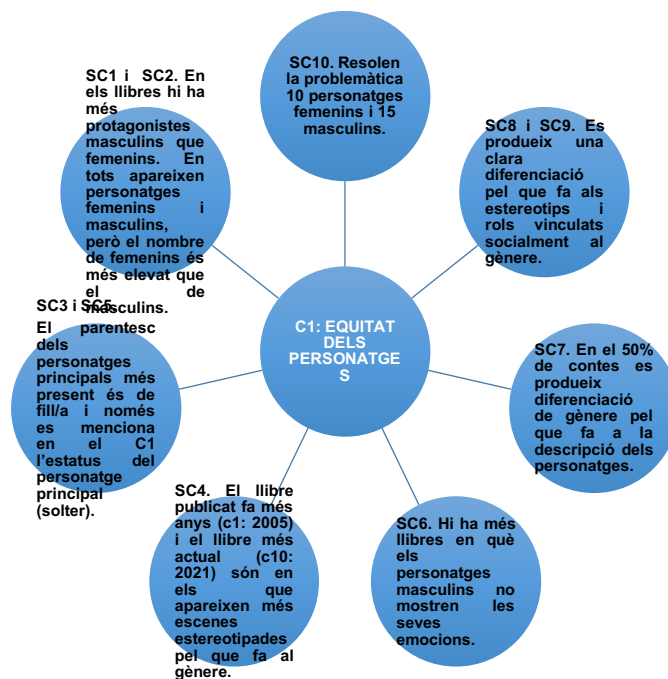 SC10. Resolen
la problemàtica
10 personatges
femenins i 15
masculins.
SC8 i SC9. Es
produeix una
clara
diferenciació
pel que fa als
estereotips i
rols vinculats
socialment al
gènere.
SC7. En el 50%
de contes es
produeix
diferenciació
de gènere pel
que fa a la
descripció dels
personatges.
SC6. Hi ha més
llibres en què
els
personatges
masculins no
mostren les
seves
emocions.
SC4. El llibre
publicat fa més
anys (c1: 2005)
i el llibre més
actual (c10:
2021) són en
els que
apareixen més
escenes
estereotipades
pel que fa al
gènere.
SC3 i SC5.
El parentesc
dels
personatges
principals més
present és de
fill/a i només
es menciona
en el C1
l'estatus del
personatge
principal
(solter).
SC1 i SC2. En
els llibres hi ha
més
protagonistes
masculins que
femenins. En
tots apareixen
personatges
femenins i
masculins,
però el nombre
de femenins és
més elevat que
el de
masculins.
C1: EQUITAT
DELS
PERSONATGE
S